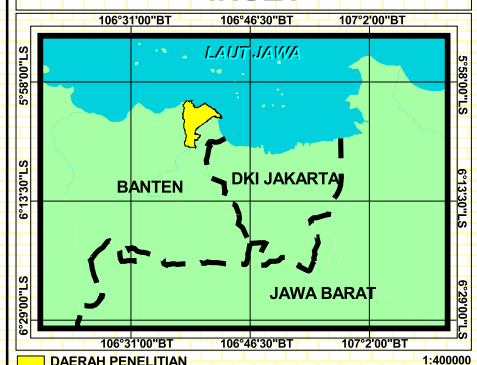 106°31'00"BT 106°46'30"BT 107°2'00"BT
LAUT JAWA
5°58'00"LS 5°58'00"LS
DKI JAKARTA
BANTEN
6°13'30"LS 6°13'30"LS
JAWA BARAT
6°29'00"LS 6°29'00"LS
106°31'00"BT 106°46'30"BT 107°2'00"BT
DAERAH PENELITIAN 1:400000